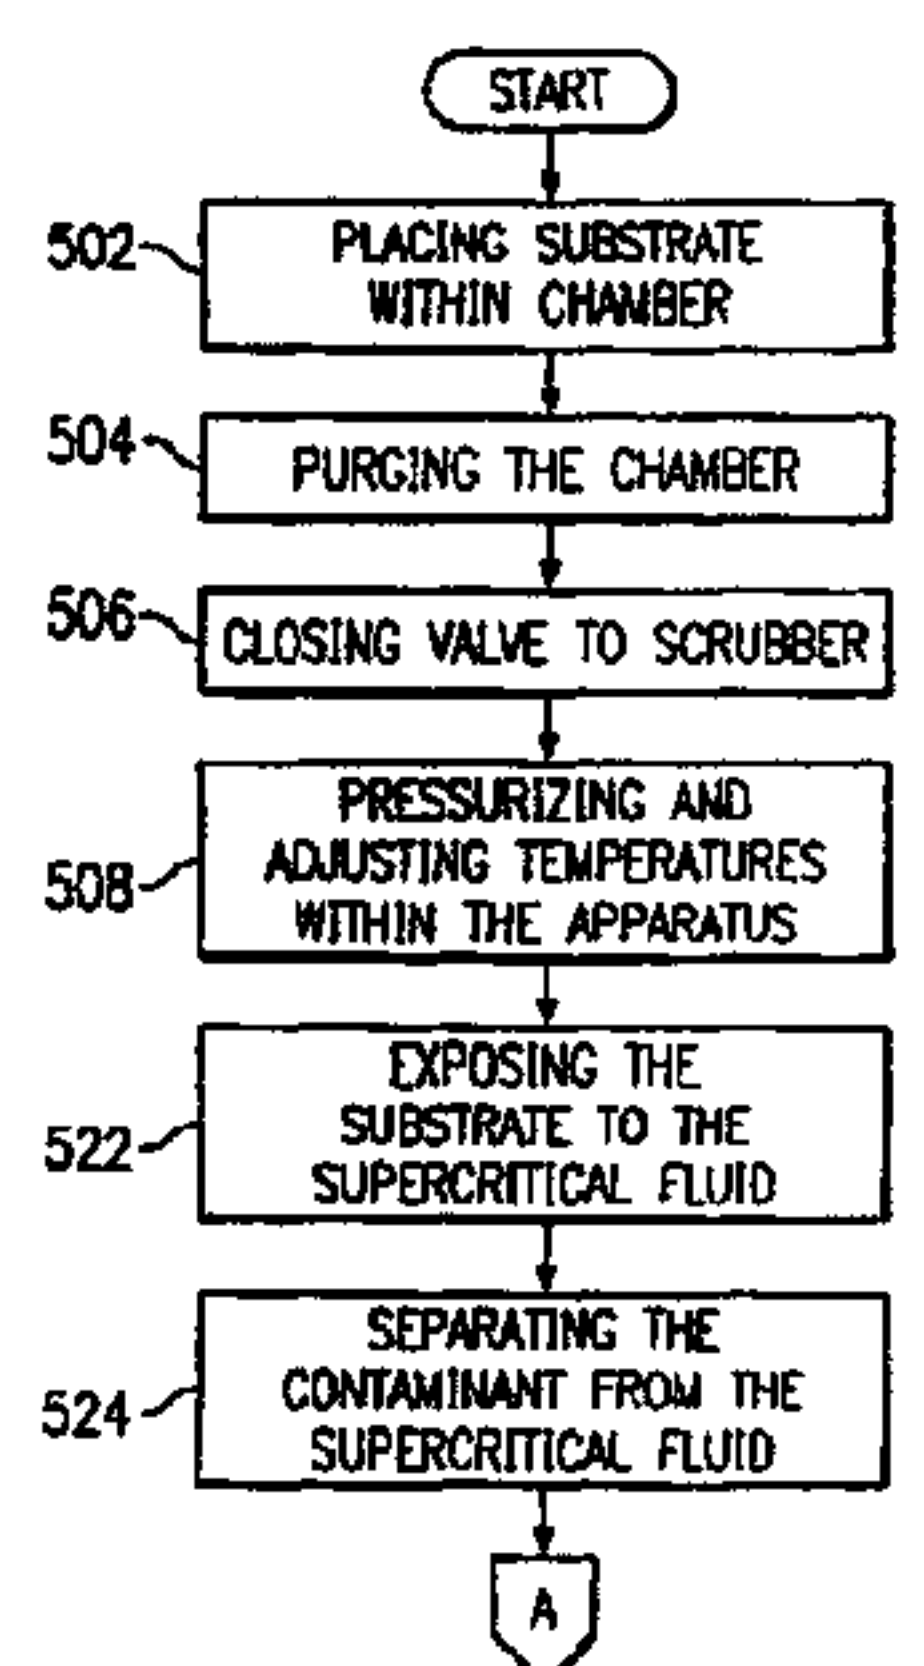 START
502
PLACING SUBSTRATE
WITHIN CHAMBER
504
PURGING THE CHAMBER
506
CLOSING VALVE TO SCRUBBER
508
PRESSURIZING AND
ADJUSTING TEMPERATURES
WITHIN THE APPARATUS
522
EXPOSING THE
SUBSTRATE TO THE
SUPERCRITICAL FLUID
524
SEPARATING THE
CONTAMINANT FROM THE
SUPERCRITICAL FLUID
A